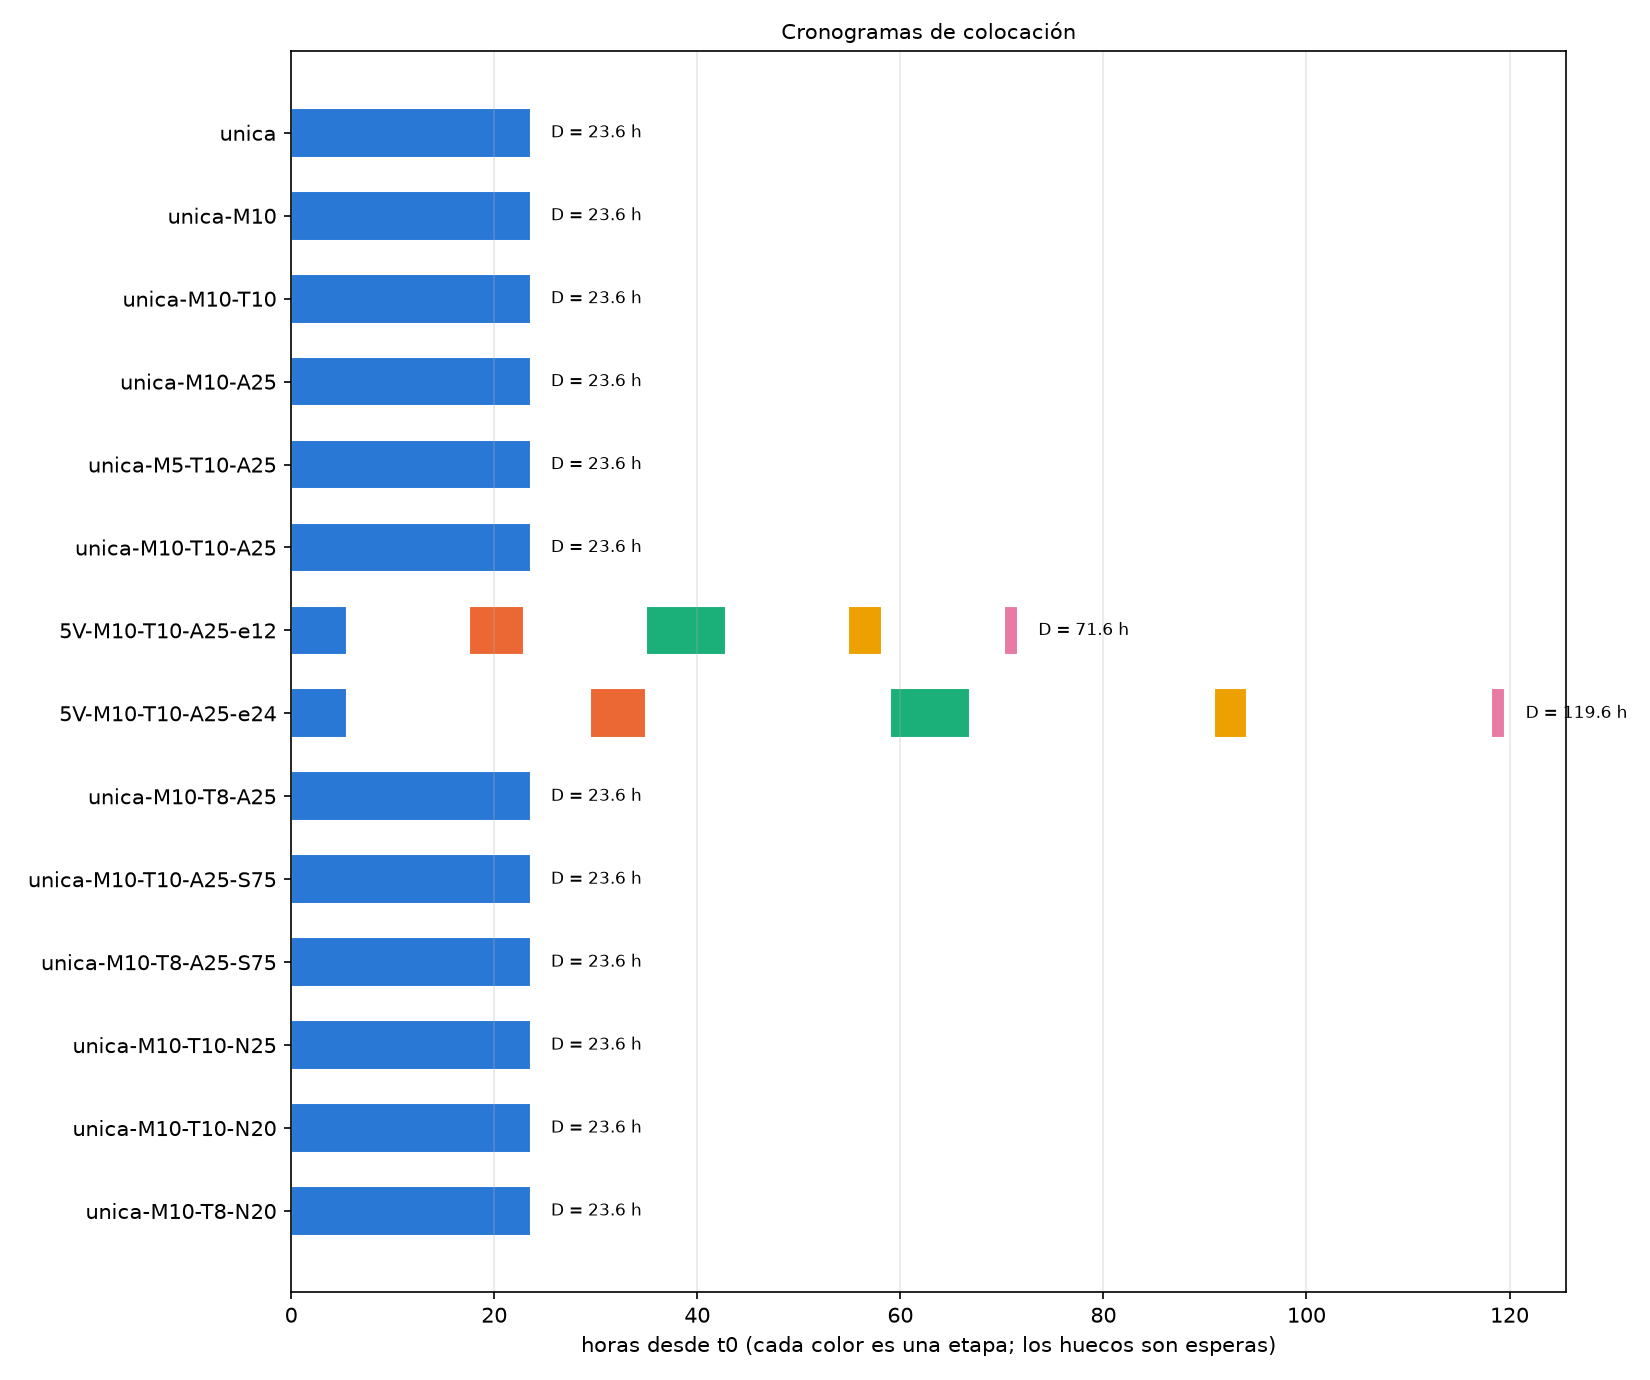 Cronogramas de colocación
unica
D = 23.6 h
unica-M10
D = 23.6 h
unica-M10-T10
D = 23.6 h
unica-M10-A25
D = 23.6 h
unica-M5-T10-A25
D = 23.6 h
unica-M10-T10-A25
D = 23.6 h
5V-M10-T10-A25-e12
D = 71.6 h
5V-M10-T10-A25-e24
D = 119.6 h
unica-M10-T8-A25
D = 23.6 h
unica-M10-T10-A25-S75
D = 23.6 h
unica-M10-T8-A25-S75
D = 23.6 h
unica-M10-T10-N25
D = 23.6 h
unica-M10-T10-N20
D = 23.6 h
unica-M10-T8-N20
D = 23.6 h
0 20 40 60 80 100 120
horas desde t0 (cada color es una etapa; los huecos son esperas)